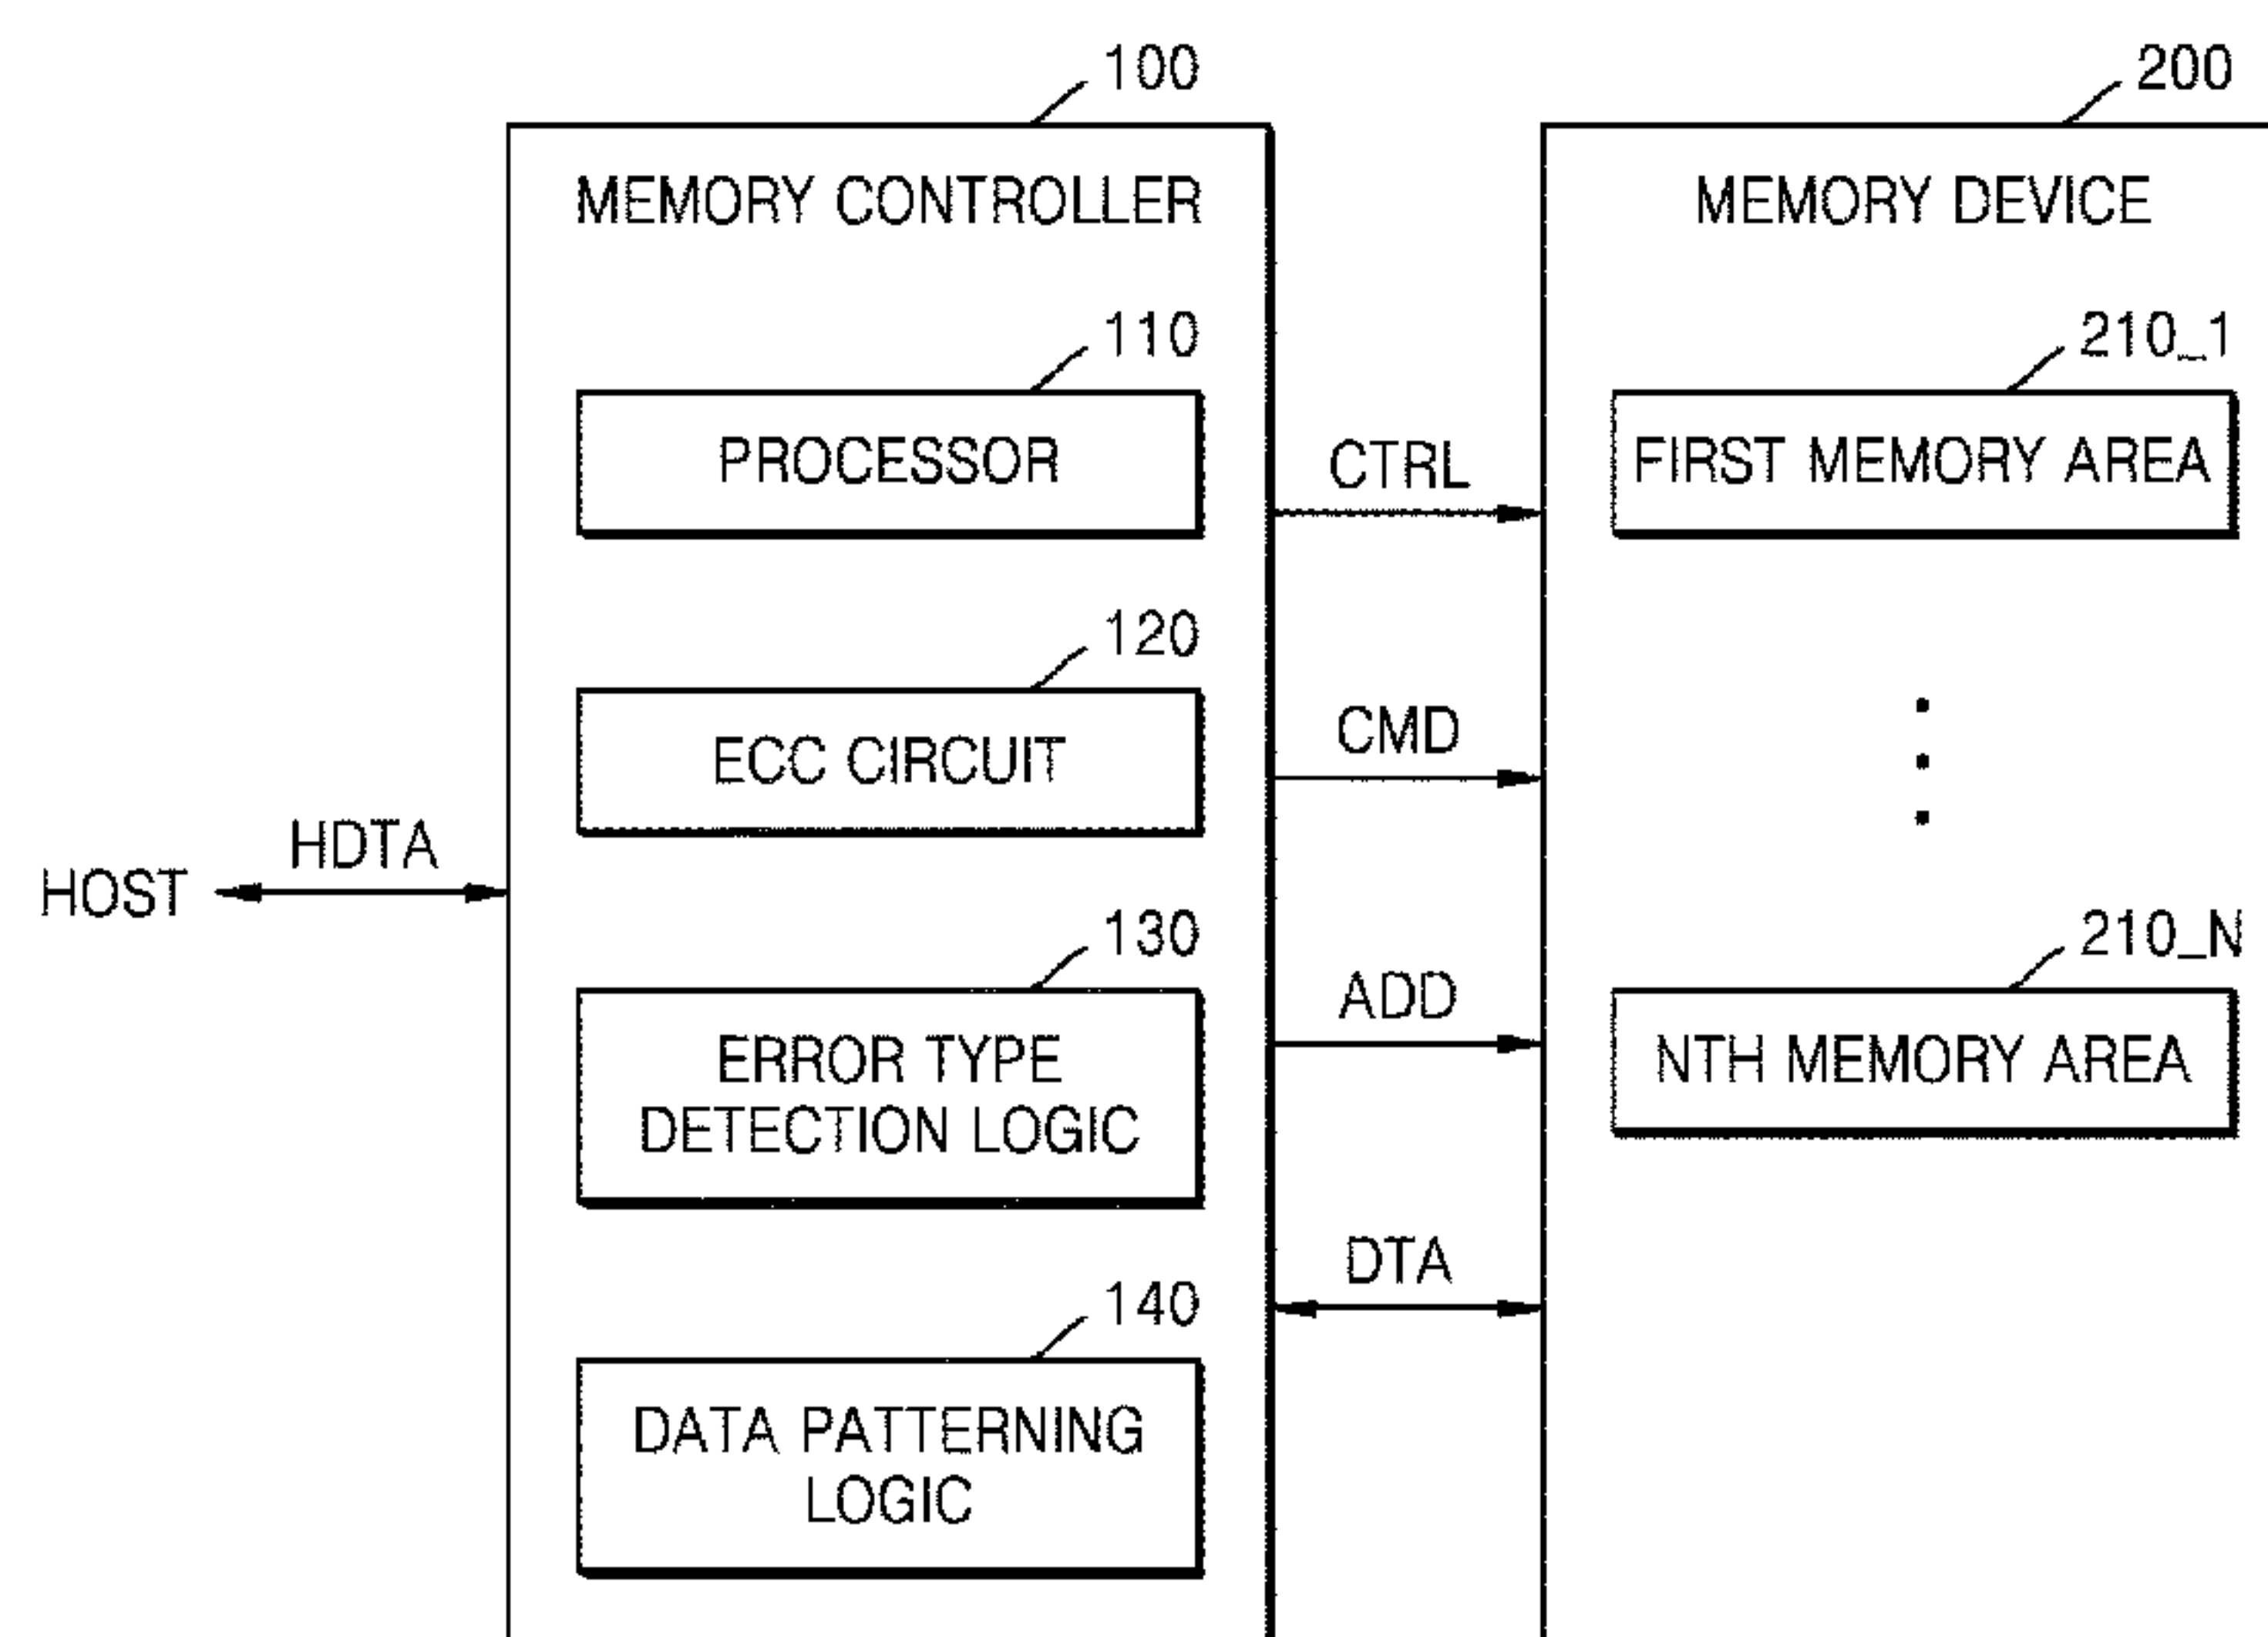 100
200
MEMORY CONTROLLER
MEMORY DEVICE
110
210_1
PROCESSOR
CTRL
FIRST MEMORY AREA
120
ECC CIRCUIT
CMD
HOST
HDTA
130
210_N
ERROR TYPE
DETECTION LOGIC
ADD
NTH MEMORY AREA
DTA
140
DATA PATTERNING
LOGIC